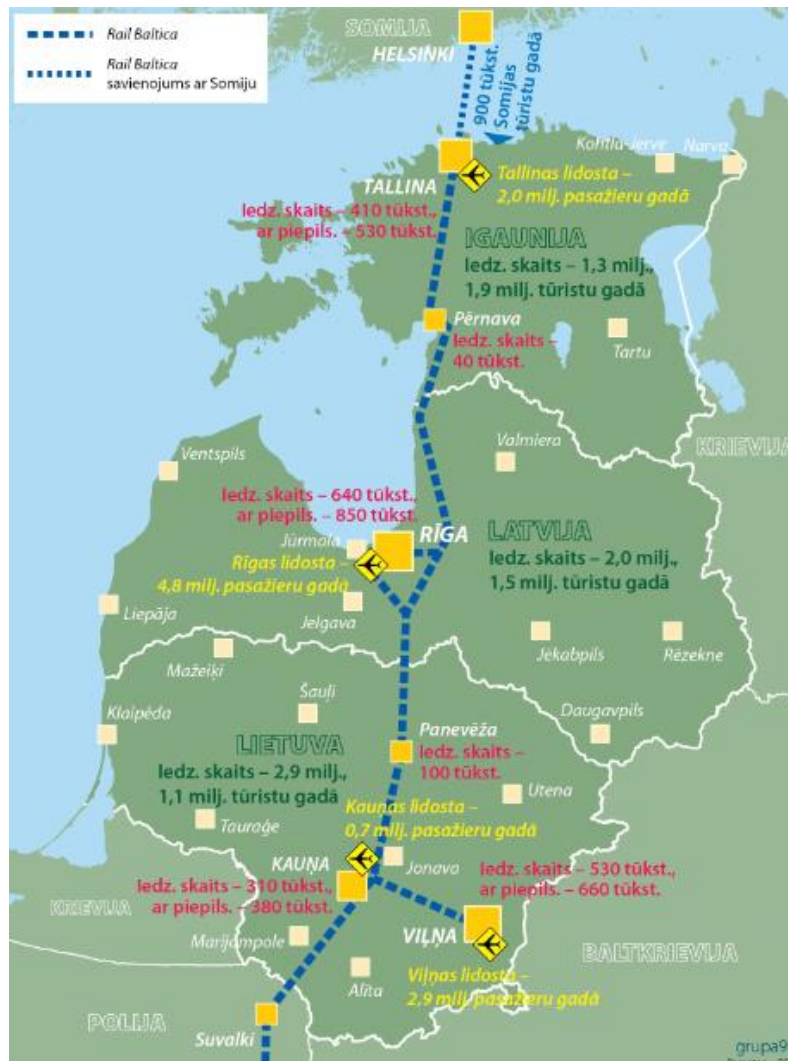 Rail Baltica
Rail Baltica
savienojums ar Somiju
SOMIJA
HELSINKI
900 tūkst.
Somijas
tūristu gadā
Kohtla-Jerve
Narva
TALLINA
Tallinas lidosta –
2,0 milj. pasažieru gadā
Iedz. skaits – 410 tūkst.,
ar piepils. – 530 tūkst.
IGAUNIJA
Iedz. skaits – 1,3 milj.,
1,9 milj. tūristu gadā
Pērnava
Iedz. skaits –
40 tūkst.
Tartu
KRIEVIJA
Valmiera
Ventspils
Iedz. skaits – 640 tūkst.,
ar piepils. – 850 tūkst.
RĪGA
Jūrmala
Rīgas lidosta –
4,8 milj. pasažieru gadā
LATVIJA
Iedz. skaits – 2,0 milj.,
1,5 milj. tūristu gadā
Liepāja
Jelgava
Jēkabpils
Rēzekne
Mažeiķi
Šauļi
Klaipēda
Daugavpils
LIETUVA
Iedz. skaits – 2,9 milj.,
1,1 milj. tūristu gadā
Panevēža
Iedz. skaits –
100 tūkst.
Utena
Tauraģe
Kauņas lidosta –
0,7 milj. pasažieru gadā
KAUŅA
Jonava
Iedz. skaits – 310 tūkst.,
ar piepils. – 380 tūkst.
Iedz. skaits – 530 tūkst.,
ar piepils. – 660 tūkst.
KRIEVIJA
Marijampole
VIĻŅA
BALTKRIEVIJA
Alīta
Viļņas lidosta –
2,9 milj. pasažieru gadā
POLIJA
Suvalki
grupa9